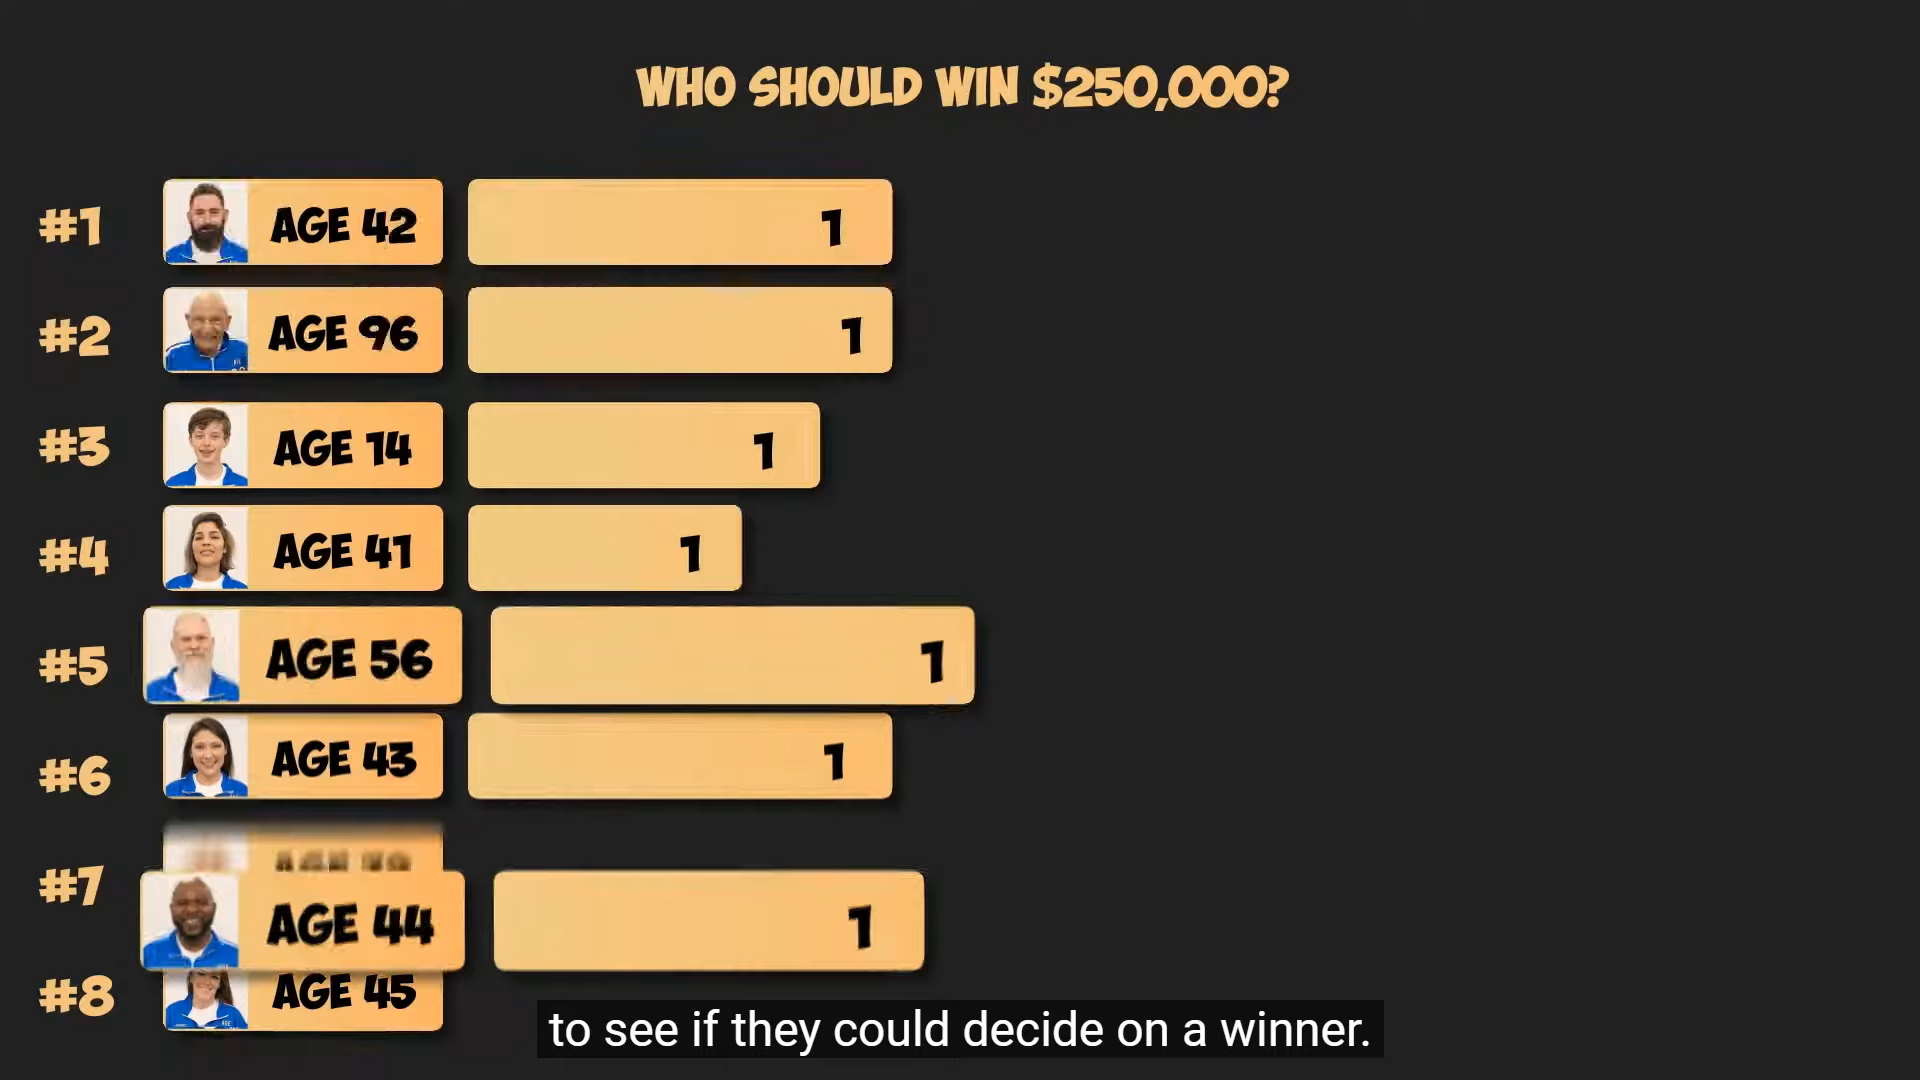 WHO SHOULD WIN $250,000?
#1 AGE 42 1
#2 AGE 96 1
#3 AGE 14 1
#4 AGE 41 1
#5 AGE 56 1
#6 AGE 43 1
#7 AGE 44 1
#8 AGE 45
to see if they could decide on a winner.